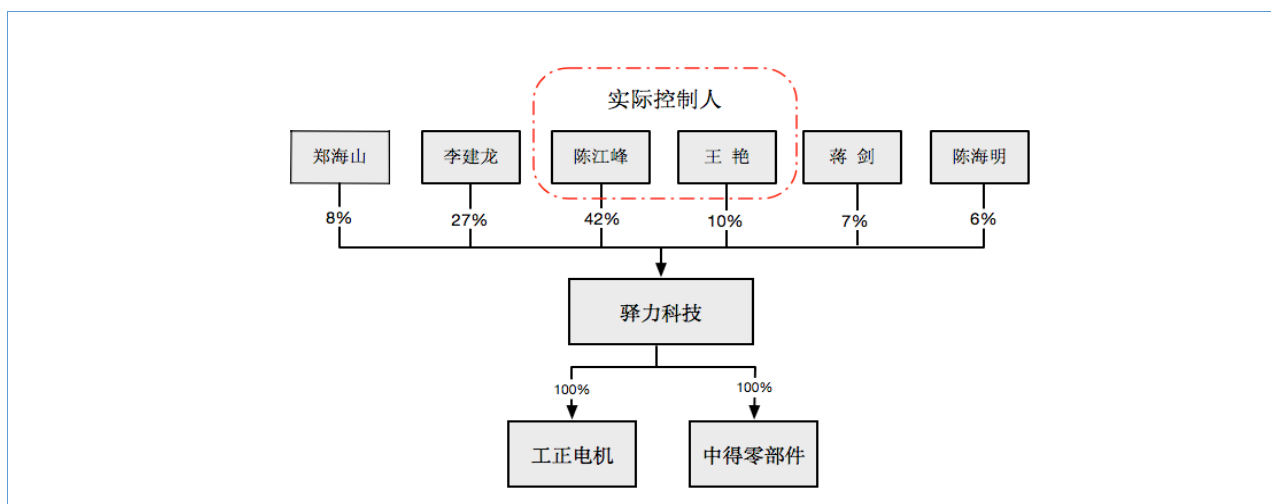 实际控制人
郑海山 李建龙 陈江峰 王 艳 蒋 剑 陈海明
8% 27% 42% 10% 7% 6%
驿力科技
100% 100%
工正电机 中得零部件